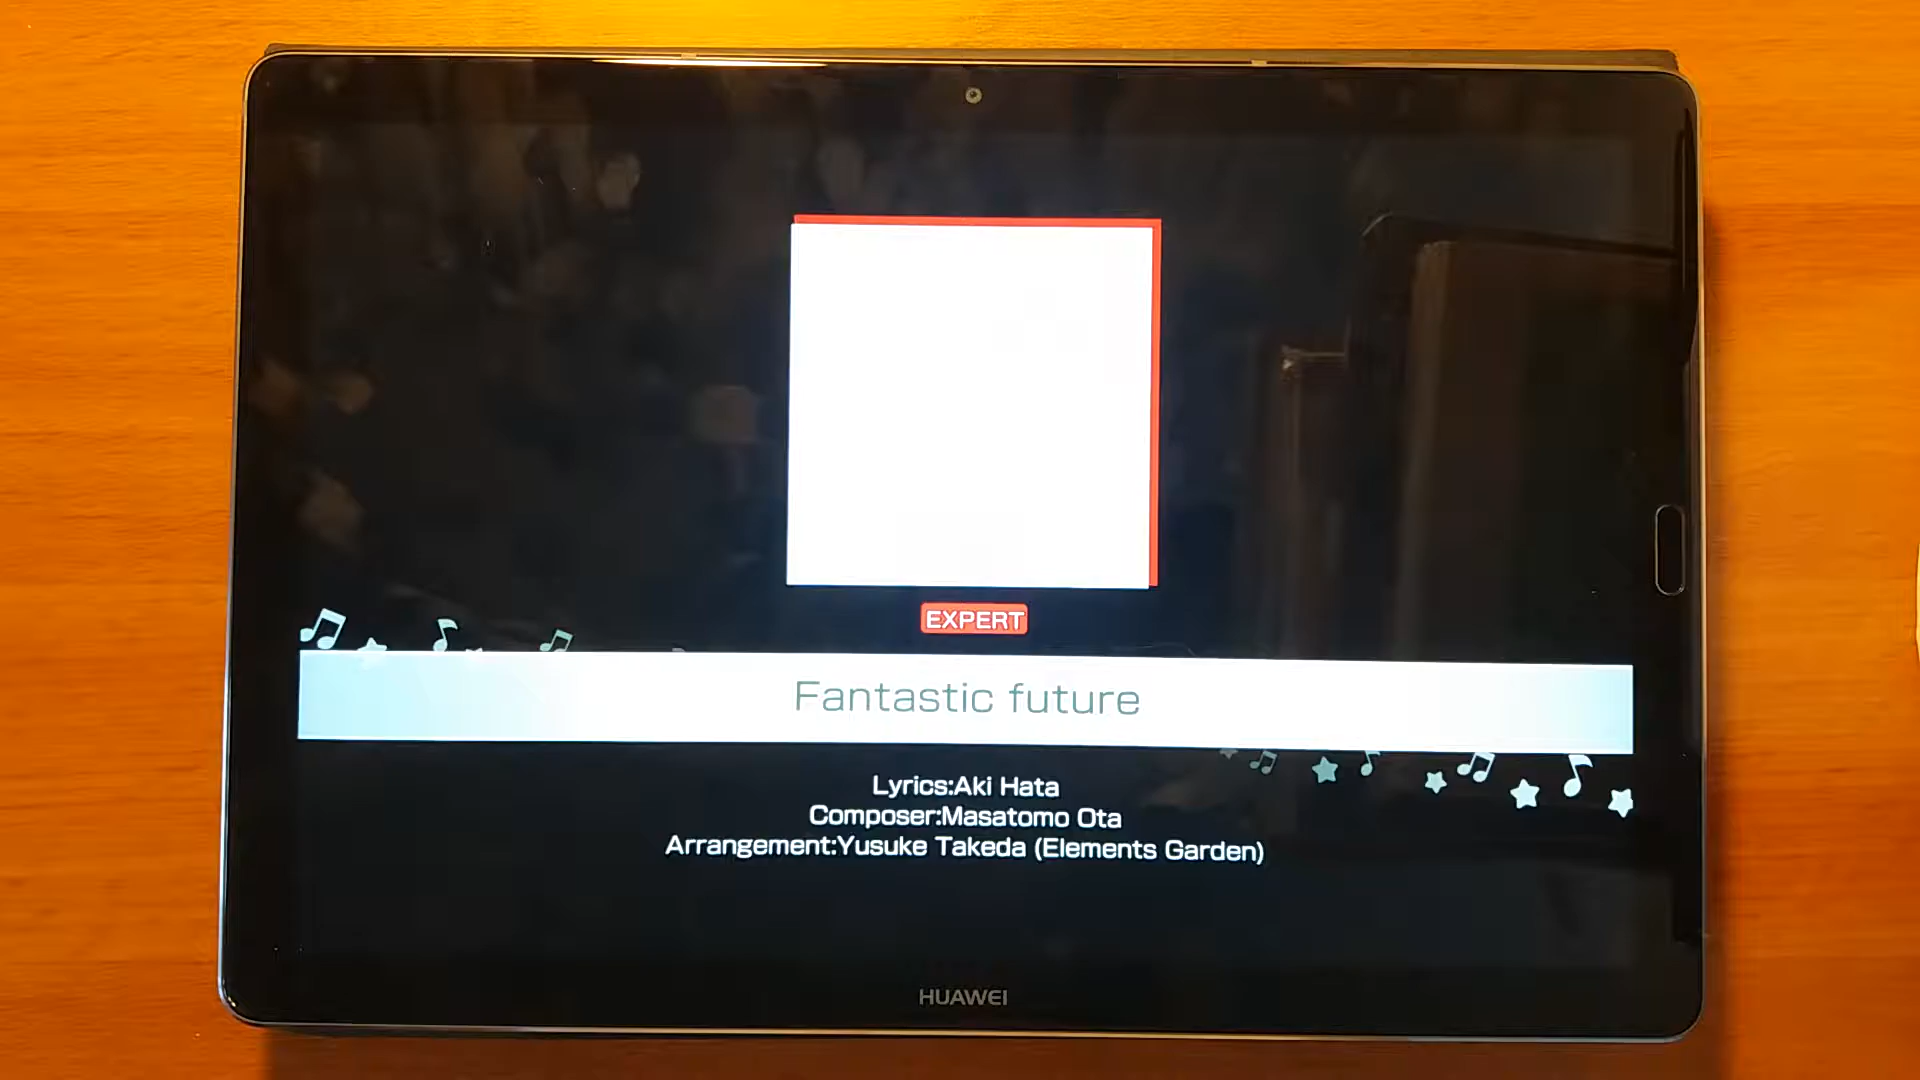 EXPERT
Fantastic future
Lyrics:Aki Hata
Composer:Masatomo Ota
Arrangement:Yusuke Takeda (Elements Garden)
HUAWEI